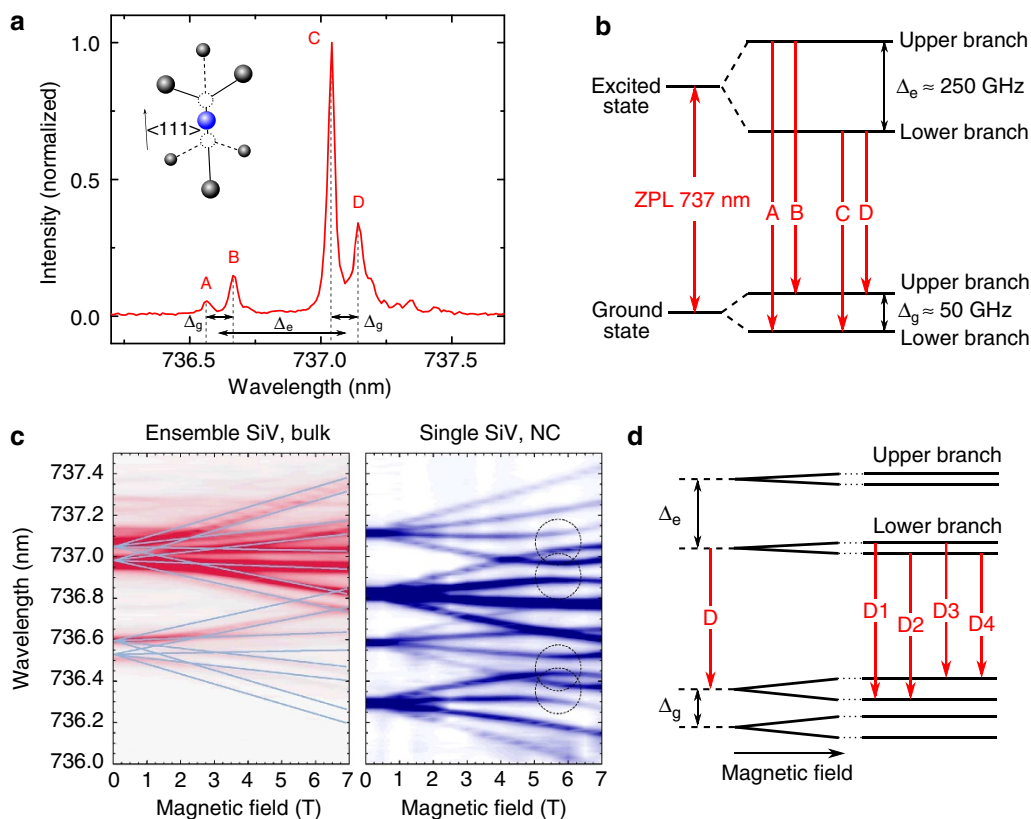 a
Intensity (normalized)
1.0
0.5
0.0
<111>
A
B
C
D
Δg
Δe
Δg
736.5
737.0
737.5
Wavelength (nm)
b
Excited state
Ground state
ZPL 737 nm
A
B
C
D
Upper branch
Δe ≈ 250 GHz
Lower branch
Upper branch
Δg ≈ 50 GHz
Lower branch
c
Ensemble SiV, bulk
Single SiV, NC
Wavelength (nm)
737.4
737.2
737.0
736.8
736.6
736.4
736.2
736.0
0 1 2 3 4 5 6 7
0 1 2 3 4 5 6 7
Magnetic field (T)
Magnetic field (T)
d
Upper branch
Δe
Lower branch
D
D1
D2
D3
D4
Δg
Magnetic field